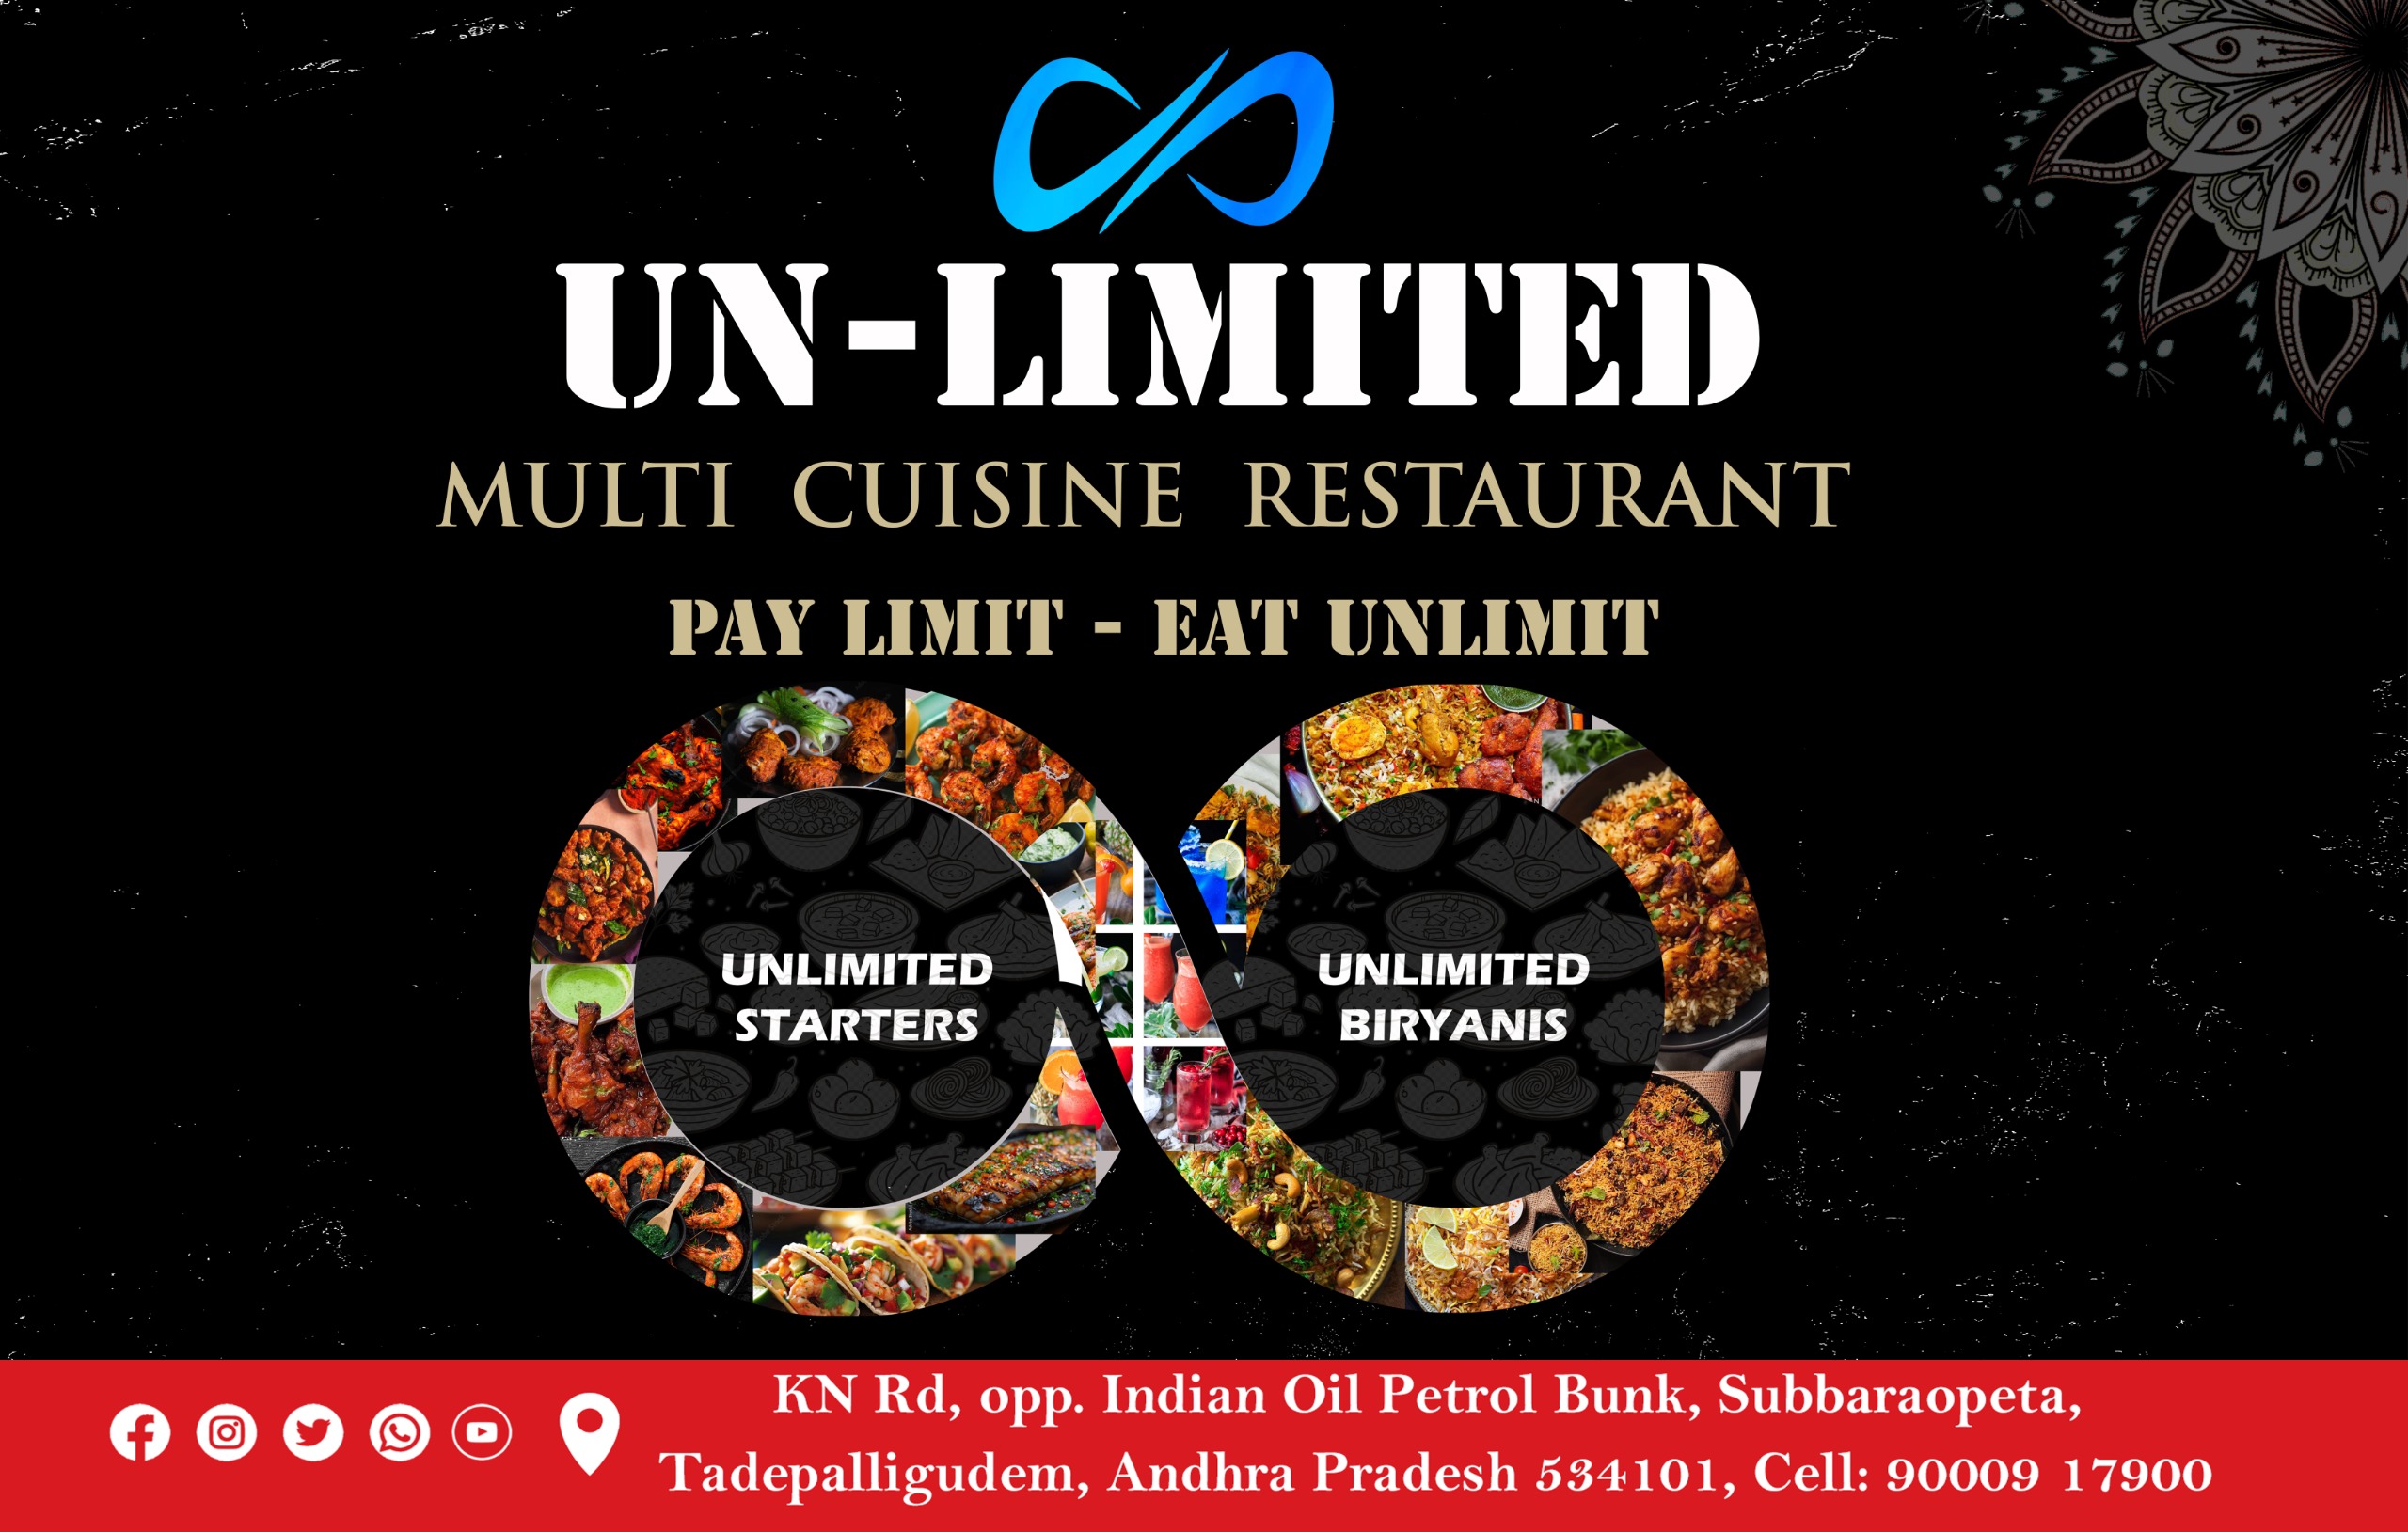 UN-LIMITED
MULTI CUISINE RESTAURANT
PAY LIMIT - EAT UNLIMIT
UNLIMITED
STARTERS
UNLIMITED
BIRYANIS
KN Rd, opp. Indian Oil Petrol Bunk, Subbaraopeta,
Tadepalligudem, Andhra Pradesh 534101, Cell: 90009 17900